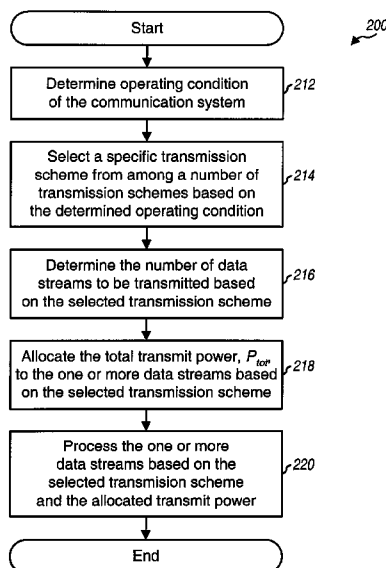 Start
200
Determine operating condition
of the communication system
212
Select a specific transmission
scheme from among a number of
transmission schemes based on
the determined operating condition
214
Determine the number of data
streams to be transmitted based
on the selected transmission scheme
216
Allocate the total transmit power, Ptot,
to the one or more data streams based
on the selected transmission scheme
218
Process the one or more
data streams based on the
selected transmision scheme
and the allocated transmit power
220
End